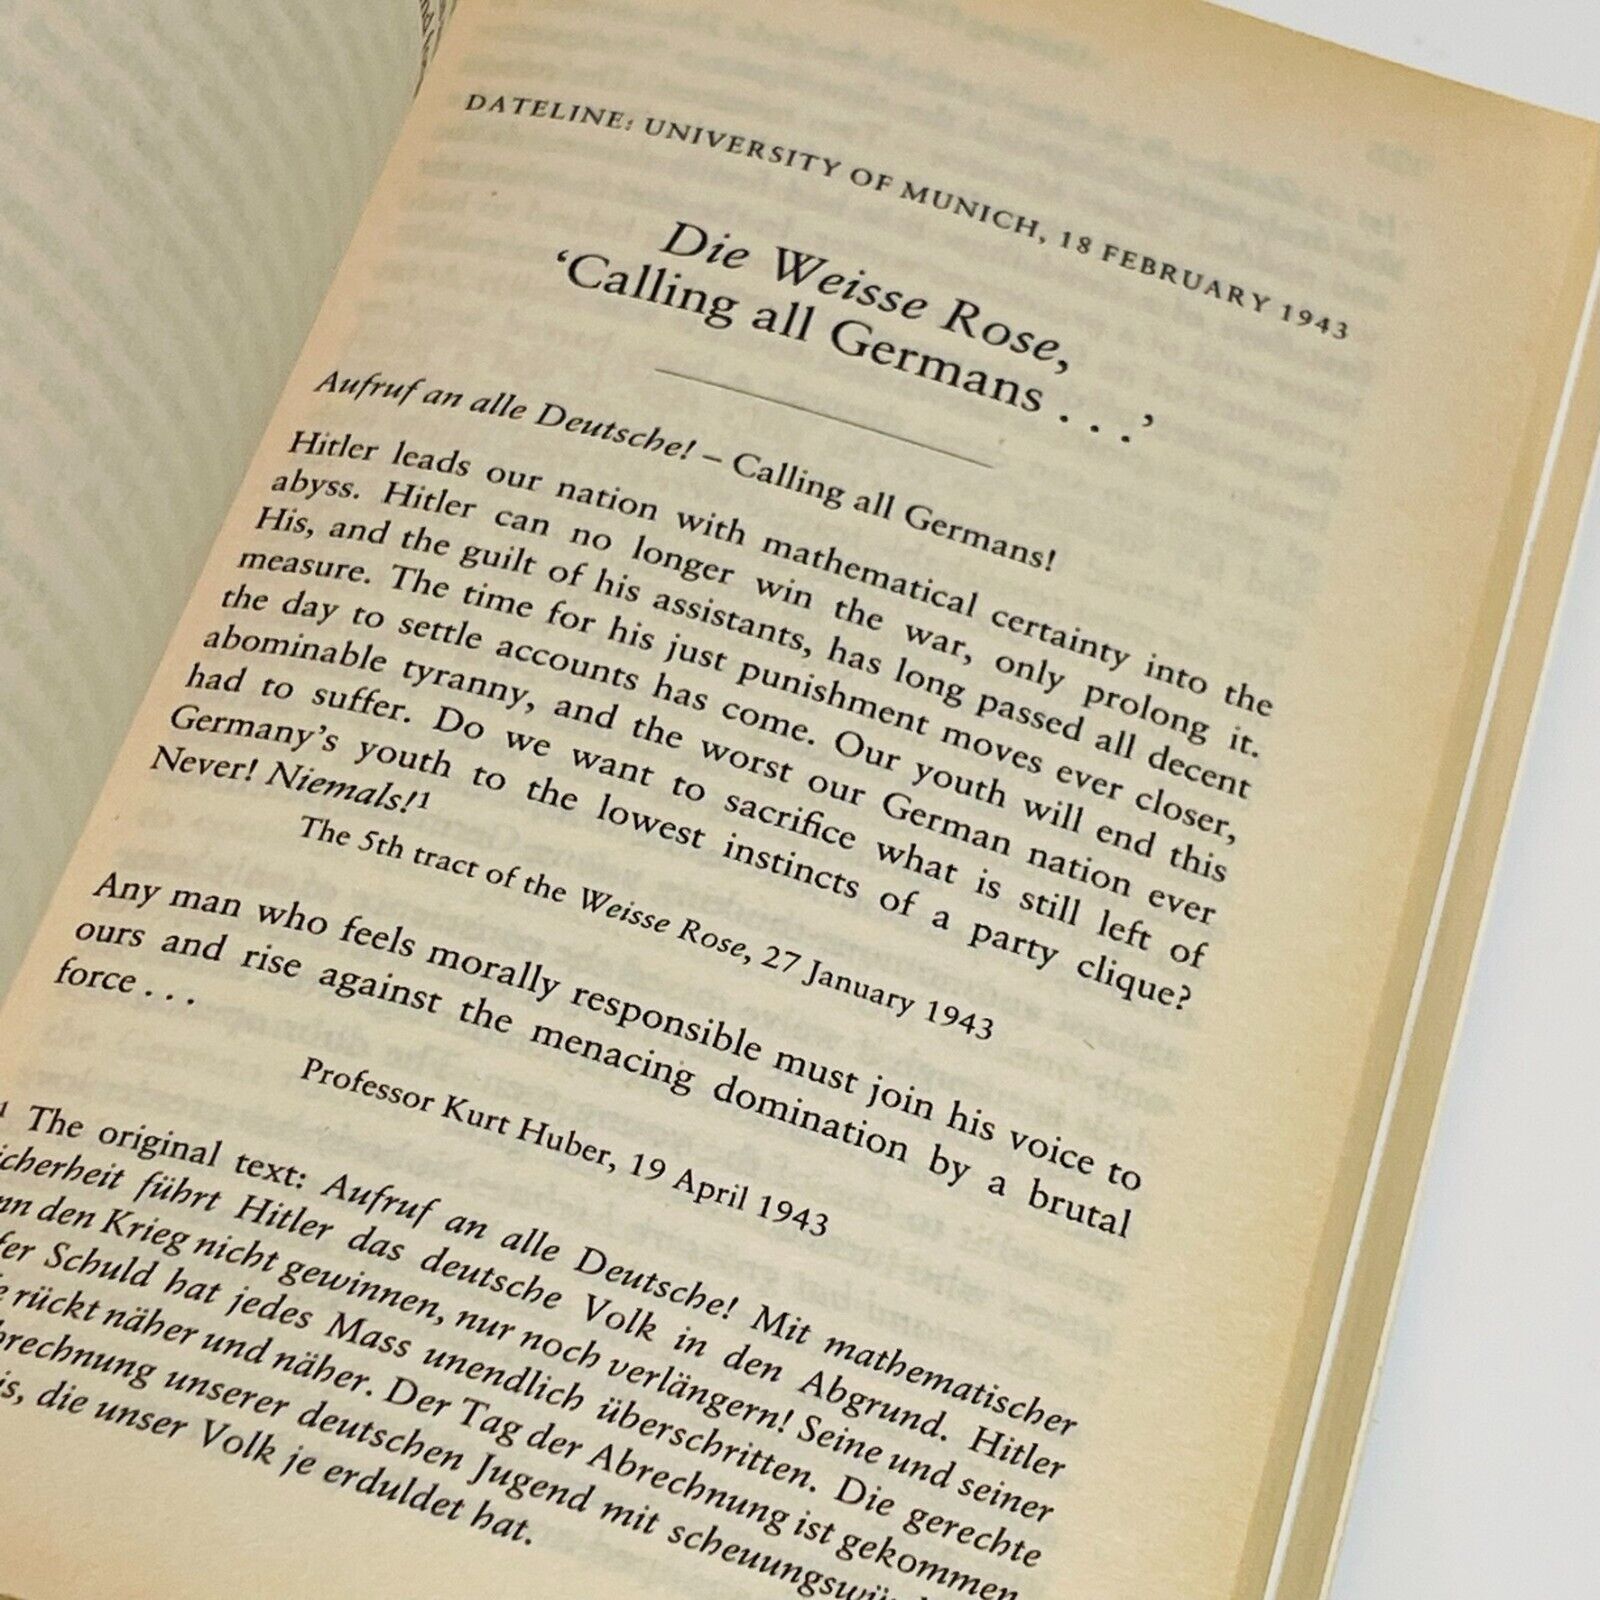 DATELINE: UNIVERSITY OF MUNICH, 18 FEBRUARY 1943
Die Weisse Rose,
‘Calling all Germans . . .’
Aufruf an alle Deutsche! – Calling all Germans!
Hitler leads our nation with mathematical certainty into the
abyss. Hitler can no longer win the war, only prolong it.
His, and the guilt of his assistants, has long passed all decent
measure. The time for his just punishment moves ever closer,
the day to settle accounts has come. Our youth will end this
abominable tyranny, and the worst our German nation ever
had to suffer. Do we want to sacrifice what is still left of
Germany’s youth to the lowest instincts of a party clique?
Never! Niemals!¹
The 5th tract of the Weisse Rose, 27 January 1943
Any man who feels morally responsible must join his voice to
ours and rise against the menacing domination by a brutal
force . . .
Professor Kurt Huber, 19 April 1943
¹ The original text: Aufruf an alle Deutsche! Mit mathematischer
führt Hitler das deutsche Volk in den Abgrund. Hitler
den Krieg nicht gewinnen, nur noch verlängern! Seine und seiner
Schuld hat jedes Mass unendlich überschritten. Die gerechte
rückt näher und näher. Der Tag der Abrechnung ist gekommen
unserer deutschen Jugend mit
die unser Volk je erduldet hat.